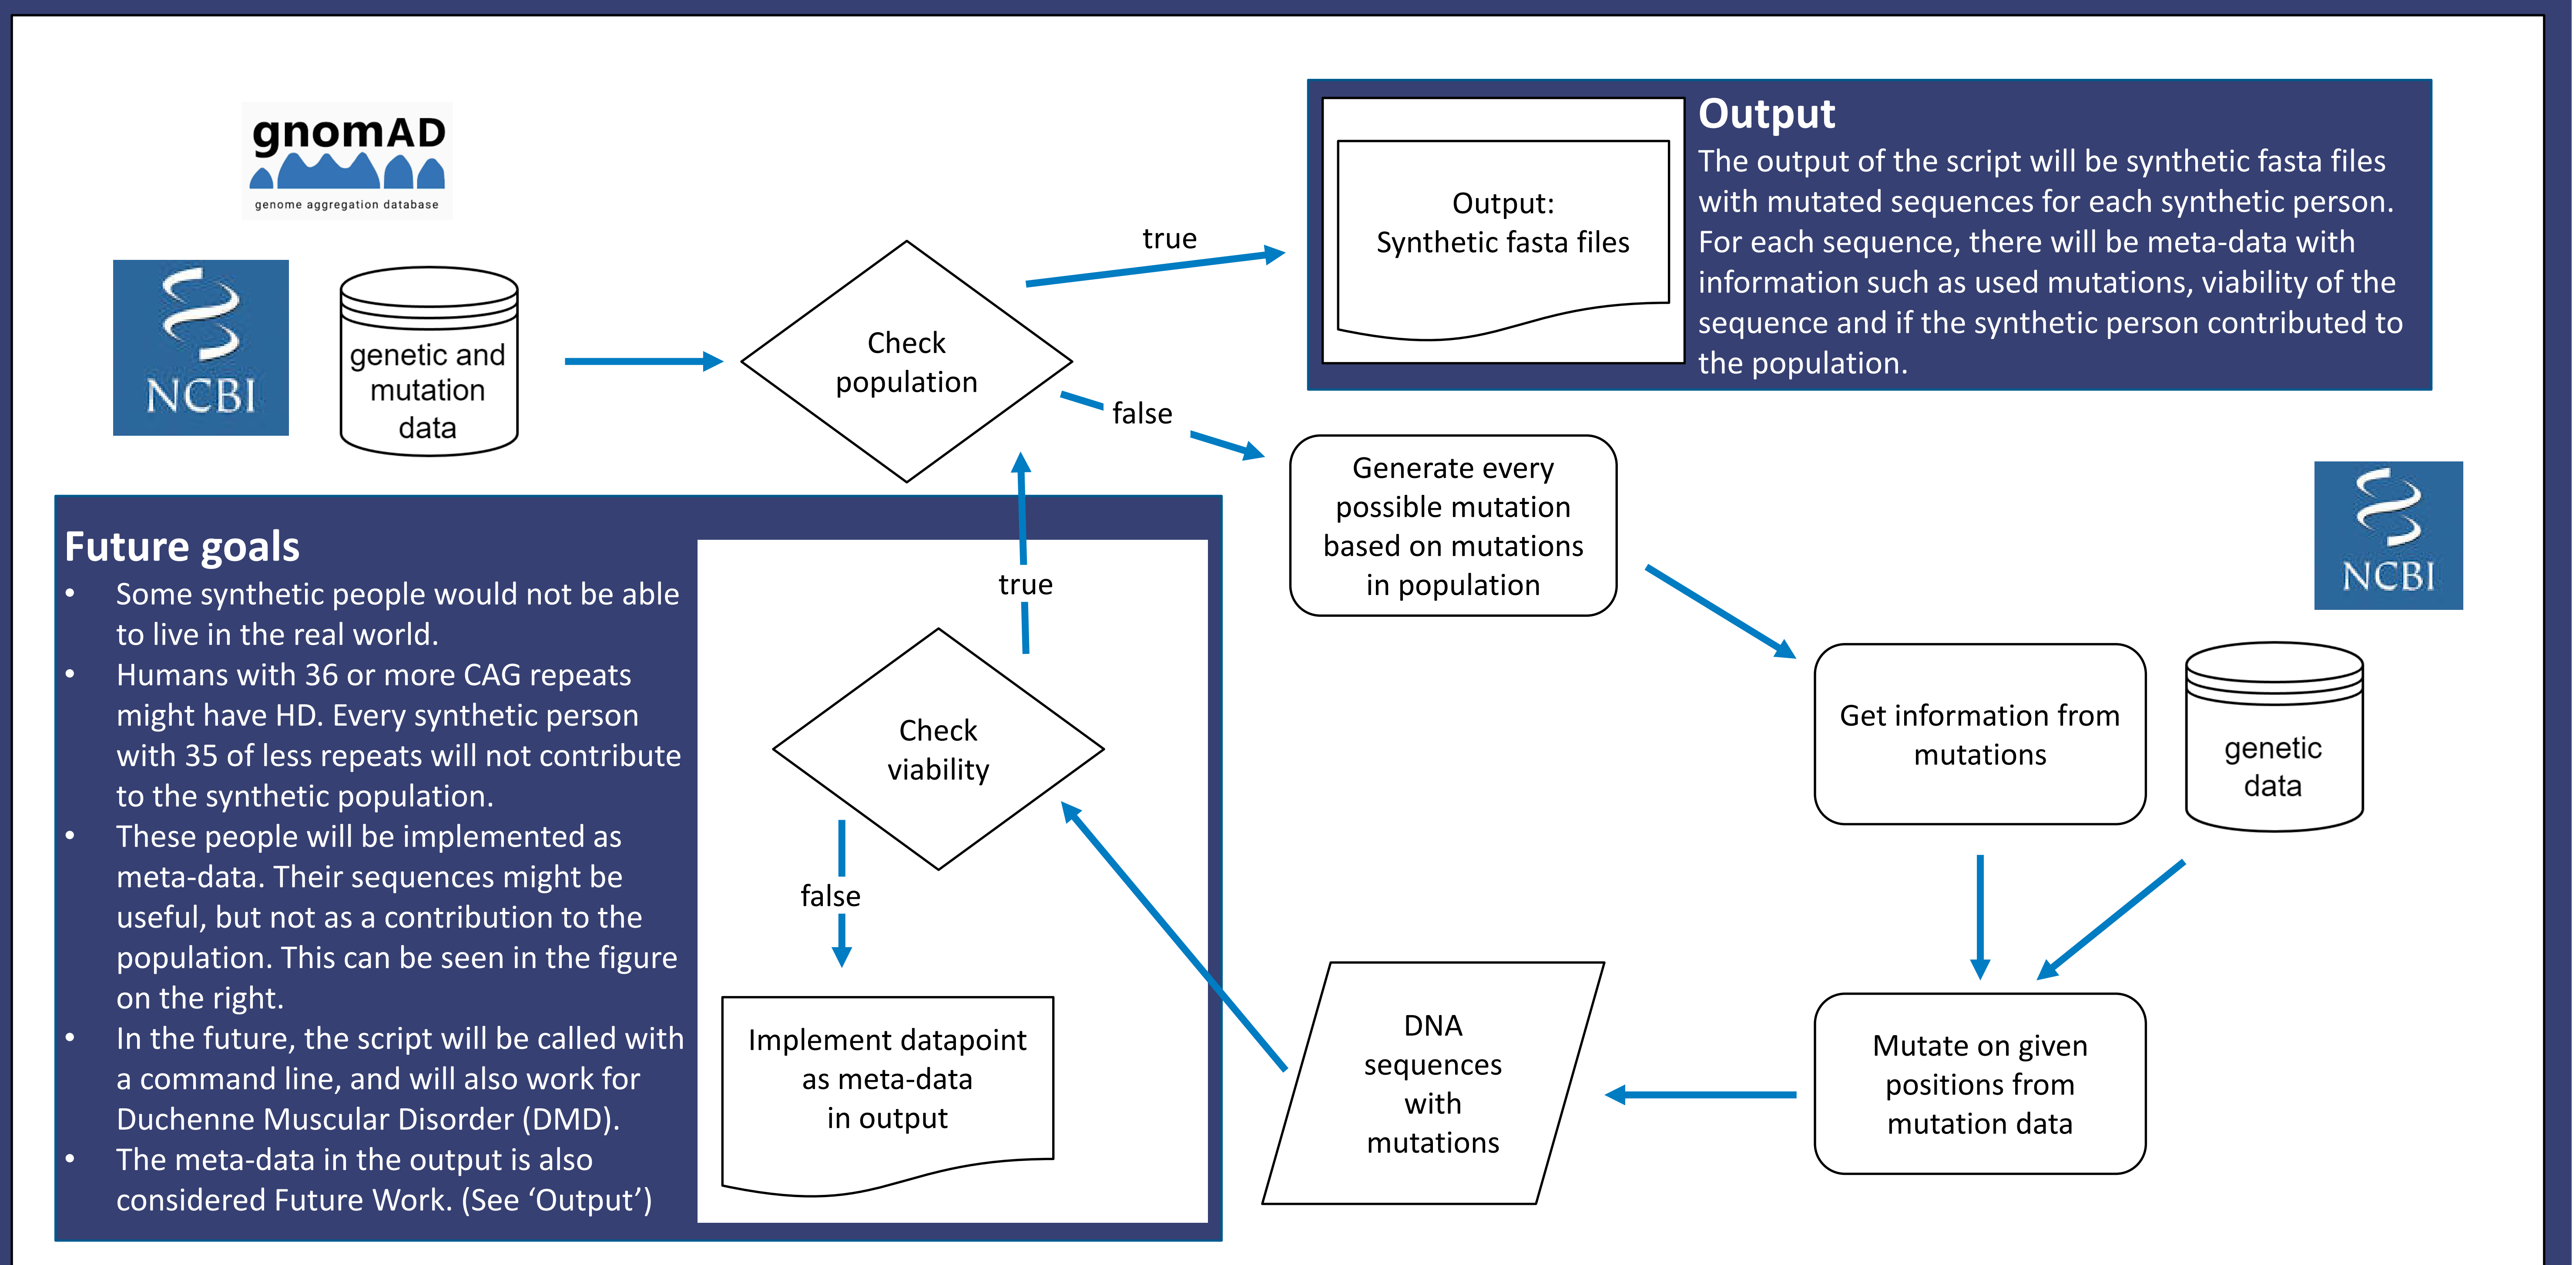 gnomAD
genome aggregation database
NCBI
genetic and
mutation
data
Check
population
true
false
Output:
Synthetic fasta files
Output
The output of the script will be synthetic fasta files
with mutated sequences for each synthetic person.
For each sequence, there will be meta-data with
information such as used mutations, viability of the
sequence and if the synthetic person contributed to
the population.
Generate every
possible mutation
based on mutations
in population
NCBI
Get information from
mutations
genetic
data
Mutate on given
positions from
mutation data
DNA
sequences
with
mutations
Future goals
• Some synthetic people would not be able
to live in the real world.
• Humans with 36 or more CAG repeats
might have HD. Every synthetic person
with 35 of less repeats will not contribute
to the synthetic population.
• These people will be implemented as
meta-data. Their sequences might be
useful, but not as a contribution to the
population. This can be seen in the figure
on the right.
• In the future, the script will be called with
a command line, and will also work for
Duchenne Muscular Disorder (DMD).
• The meta-data in the output is also
considered Future Work. (See ‘Output’)
true
Check
viability
false
Implement datapoint
as meta-data
in output